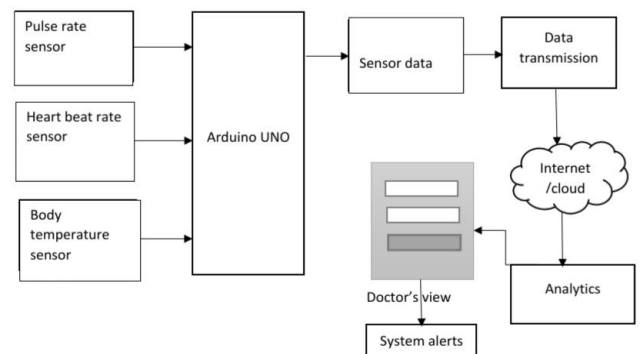 Pulse rate
sensor
Heart beat rate
sensor
Body
temperature
sensor
Arduino UNO
Sensor data
Data
transmission
Internet
/cloud
Analytics
Doctor's view
System alerts